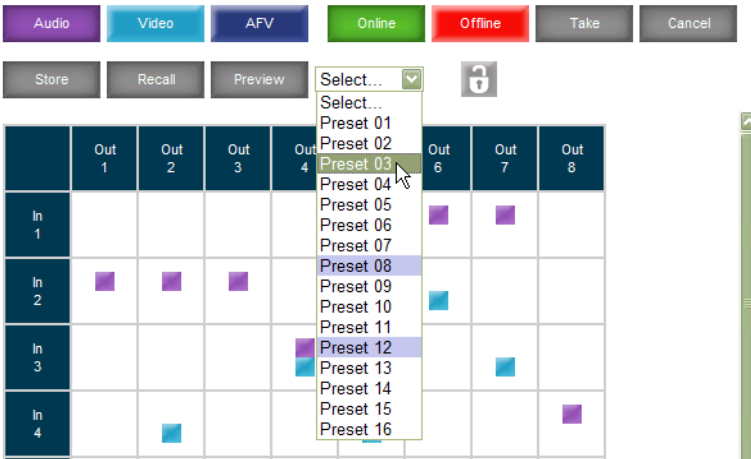 Audio Video AFV Online Offline Take Cancel
Store Recall Preview Select...
Select...
Preset 01
Preset 02
Preset 03
Preset 04
Preset 05
Preset 06
Preset 07
Preset 08
Preset 09
Preset 10
Preset 11
Preset 12
Preset 13
Preset 14
Preset 15
Preset 16
Out Out Out Out Out Out Out
1 2 3 4 6 7 8
In
1
In
2
In
3
In
4